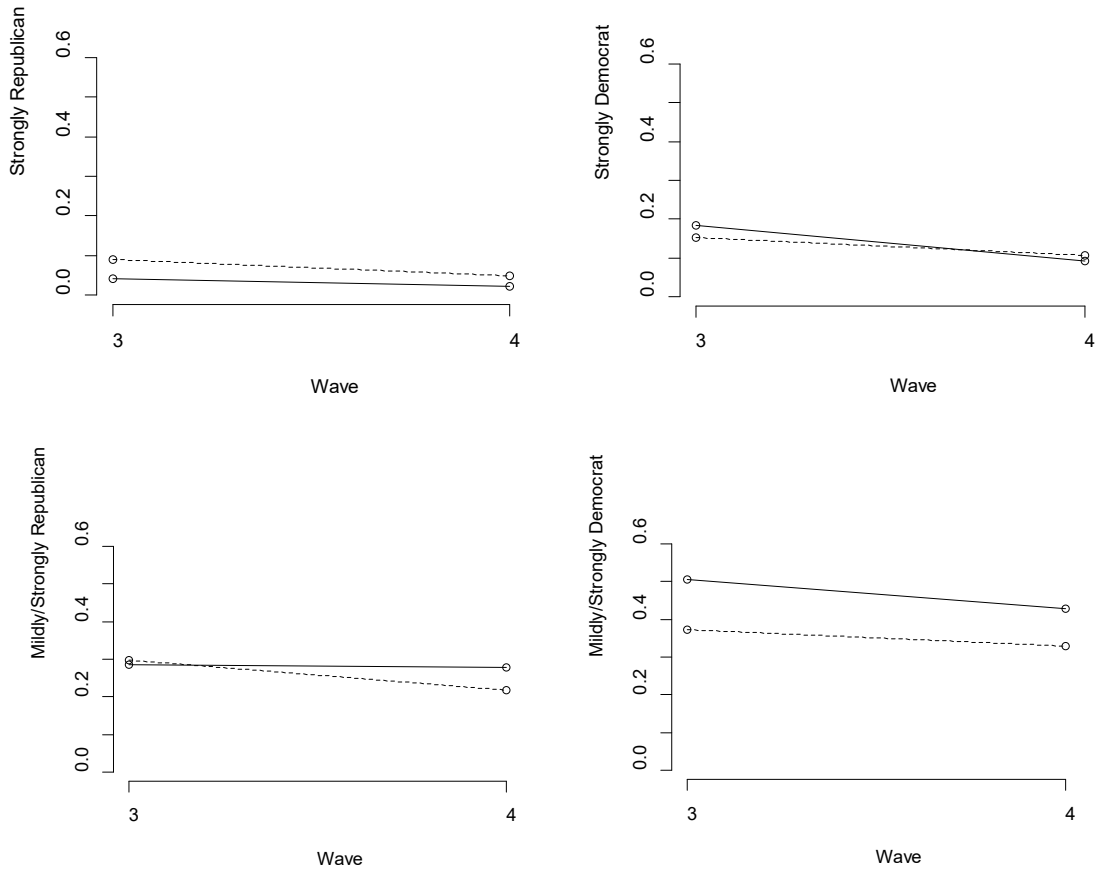 Strongly Republican
0.0 0.2 0.4 0.6
3 4
Wave
Strongly Democrat
0.0 0.2 0.4 0.6
3 4
Wave
Mildly/Strongly Republican
0.0 0.2 0.4 0.6
3 4
Wave
Mildly/Strongly Democrat
0.0 0.2 0.4 0.6
3 4
Wave